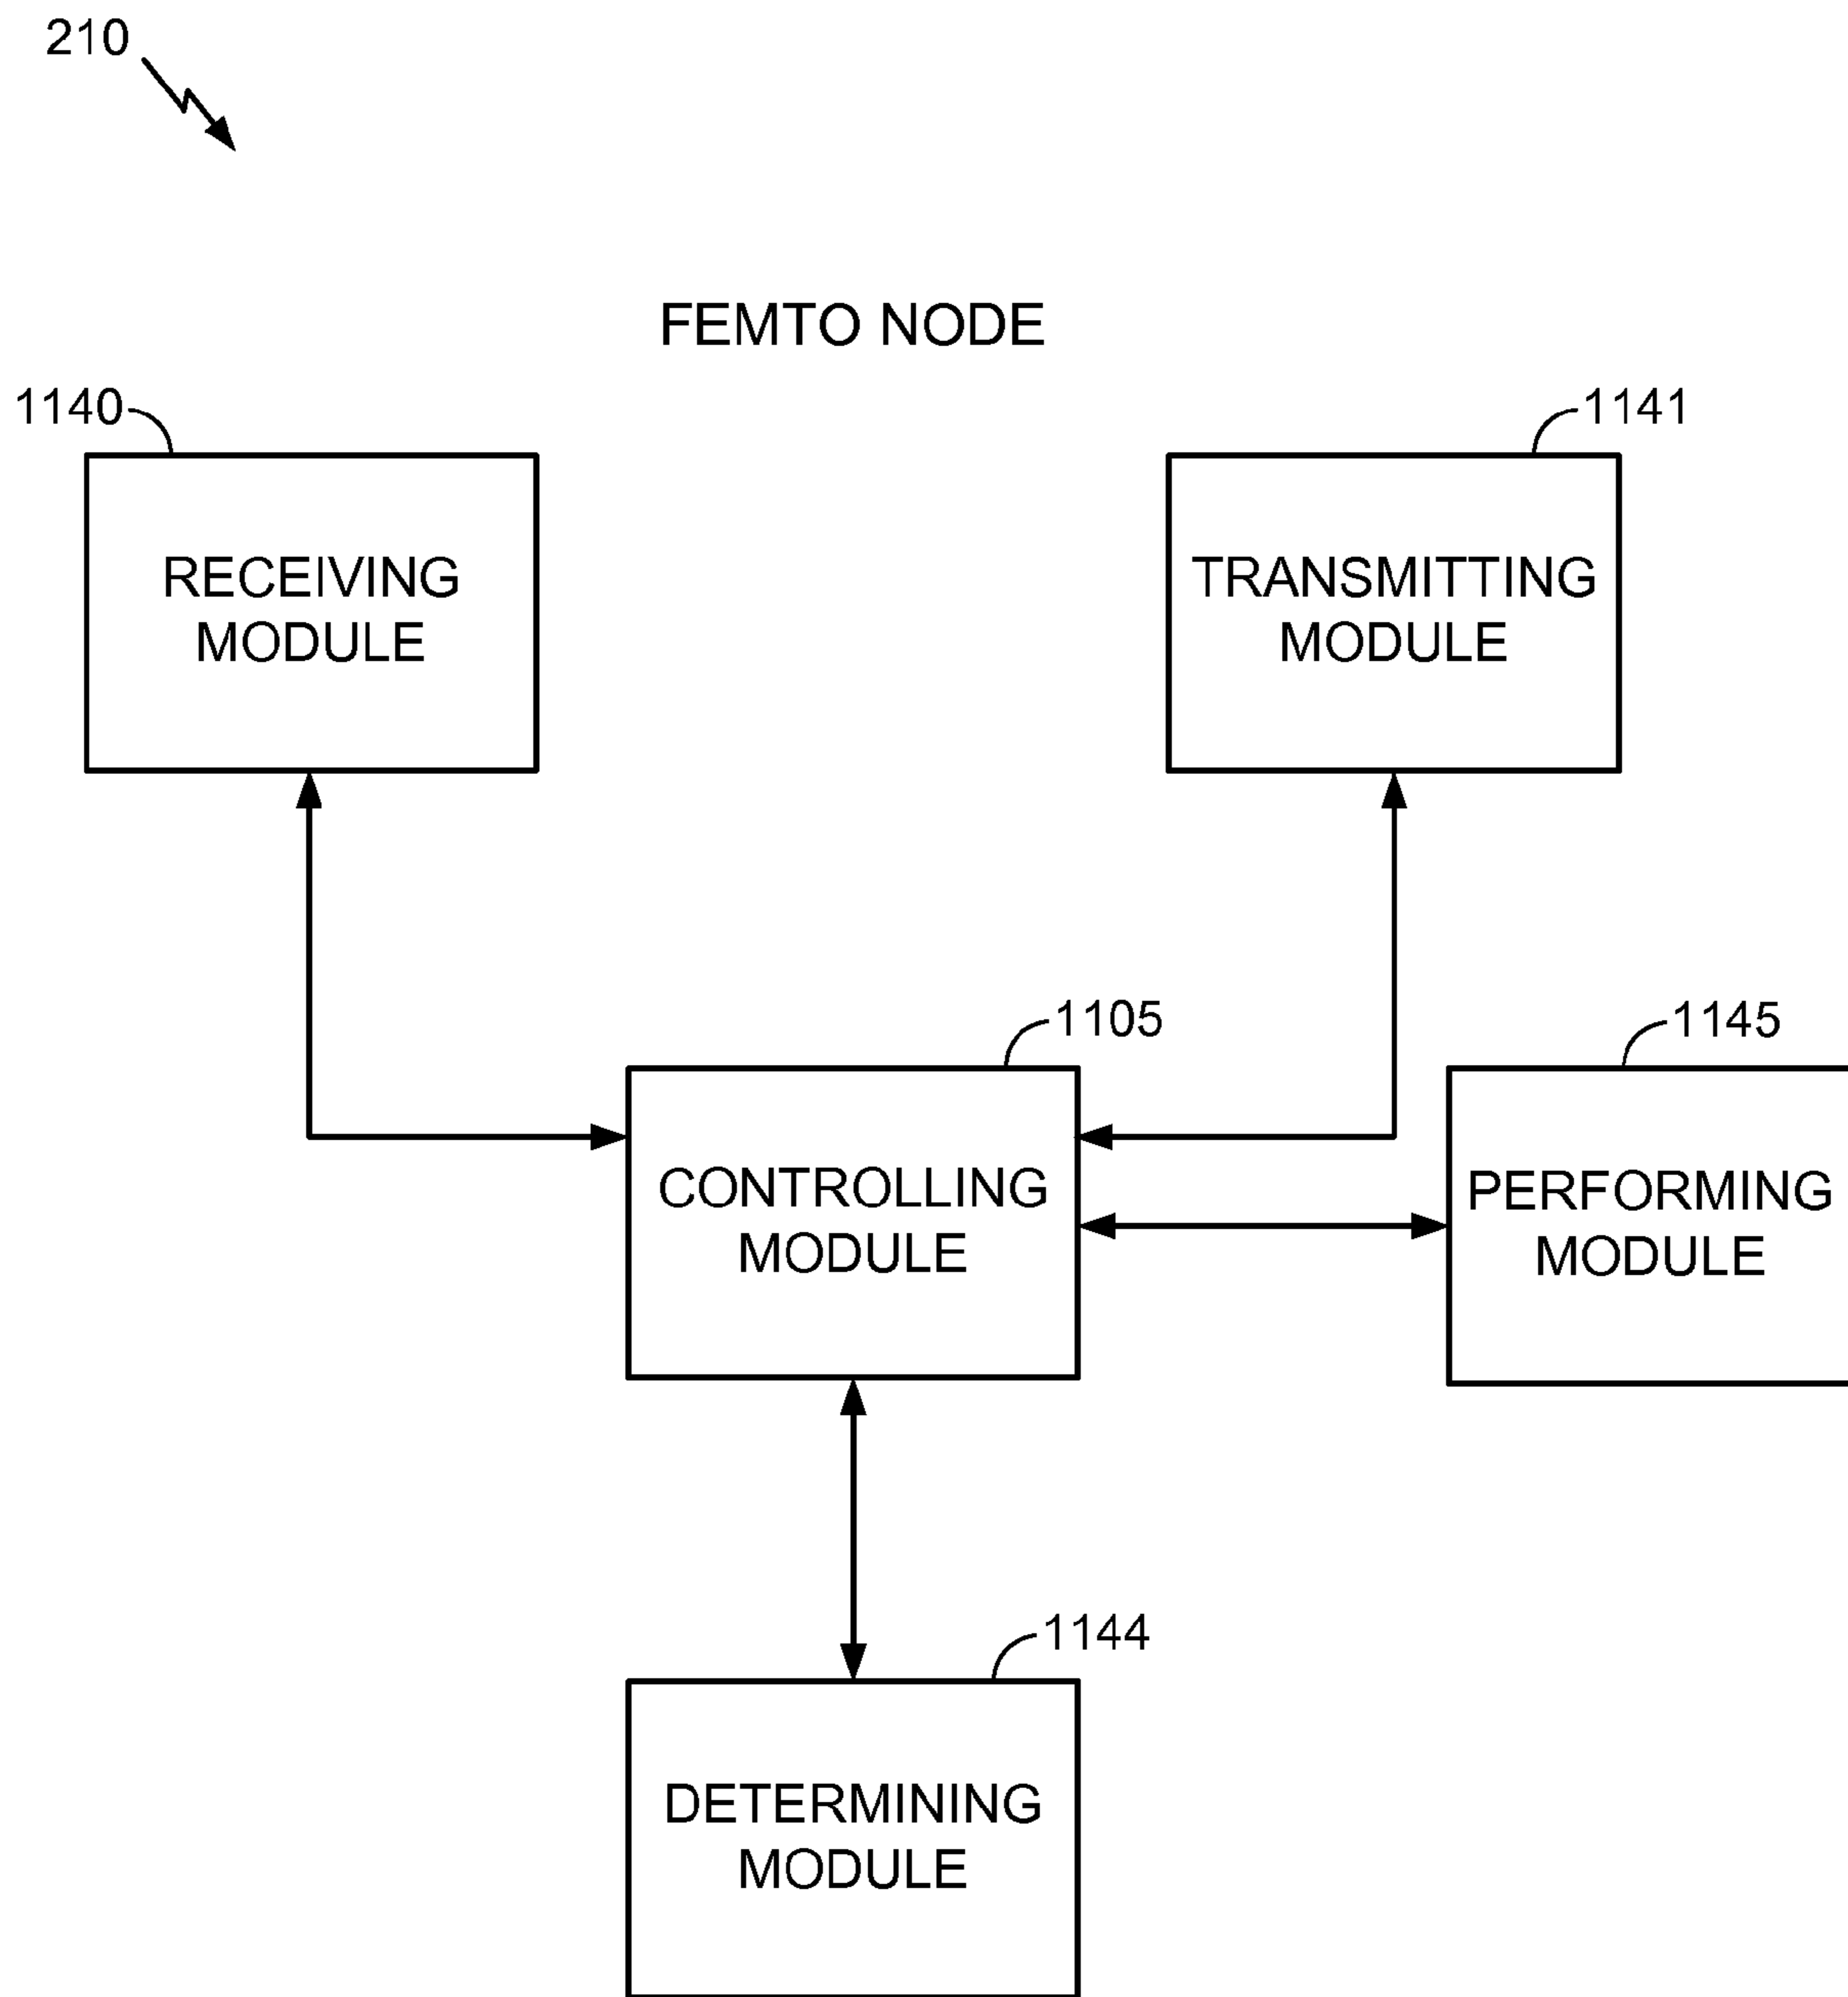 210
FEMTO NODE
1140
1141
RECEIVING
MODULE
TRANSMITTING
MODULE
1105
1145
CONTROLLING
MODULE
PERFORMING
MODULE
1144
DETERMINING
MODULE